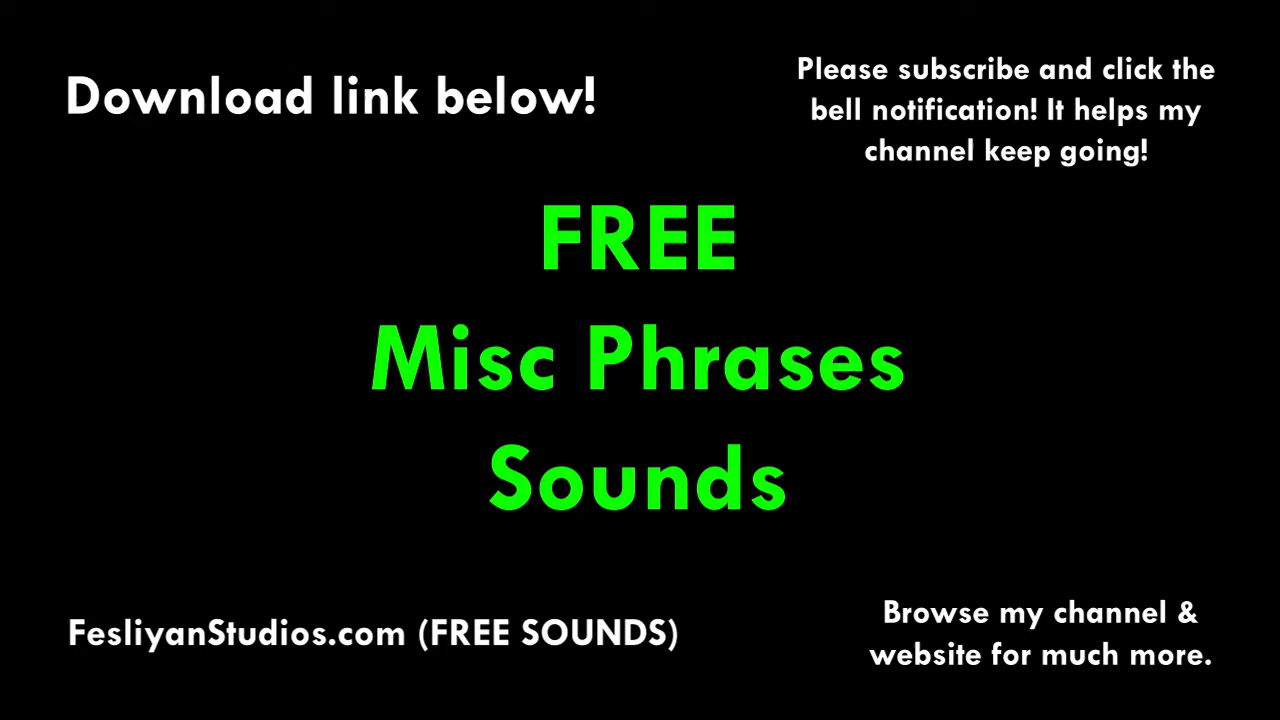 Download link below!
Please subscribe and click the
bell notification! It helps my
channel keep going!
FREE
Misc Phrases
Sounds
FesliyanStudios.com (FREE SOUNDS)
Browse my channel &
website for much more.